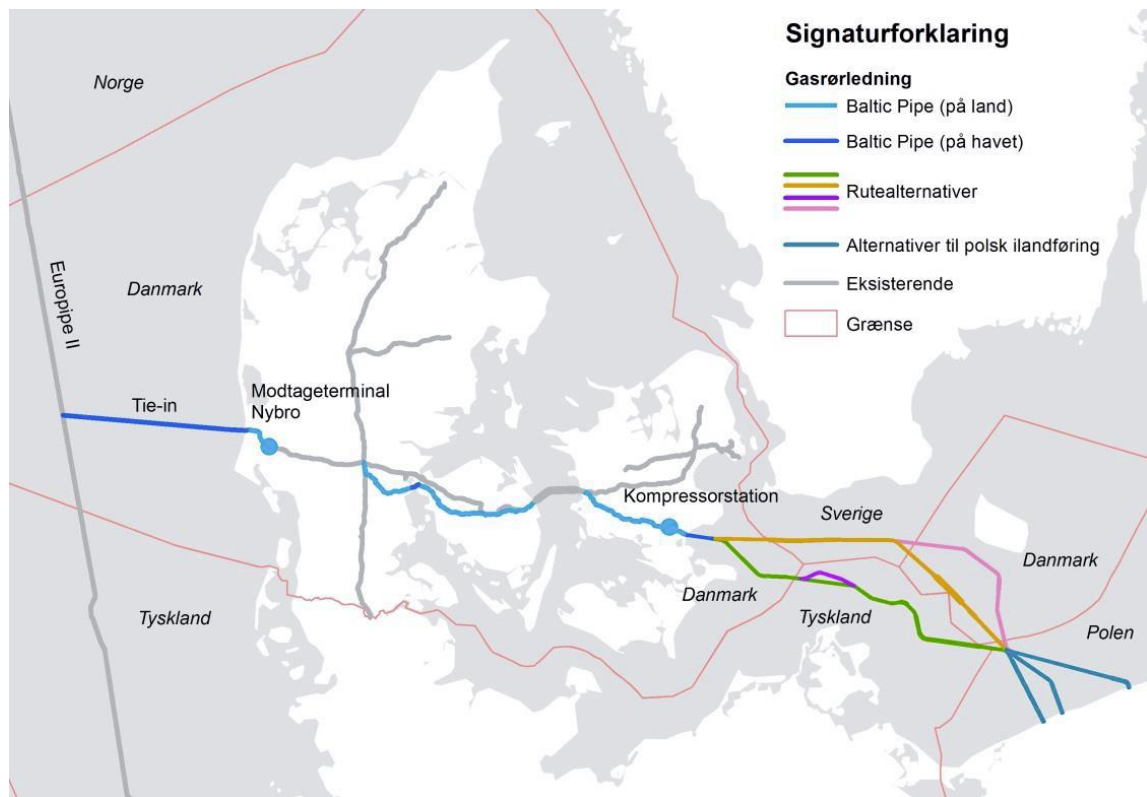 Signaturforklaring
Gasrørledning
Baltic Pipe (på land)
Baltic Pipe (på havet)
Rutealternativer
Alternativer til polsk ilandføring
Eksisterende
Grænse
Norge
Danmark
Europipe II
Tie-in
Modtageterminal
Nybro
Kompressorstation
Sverige
Danmark
Danmark
Tyskland
Tyskland
Polen